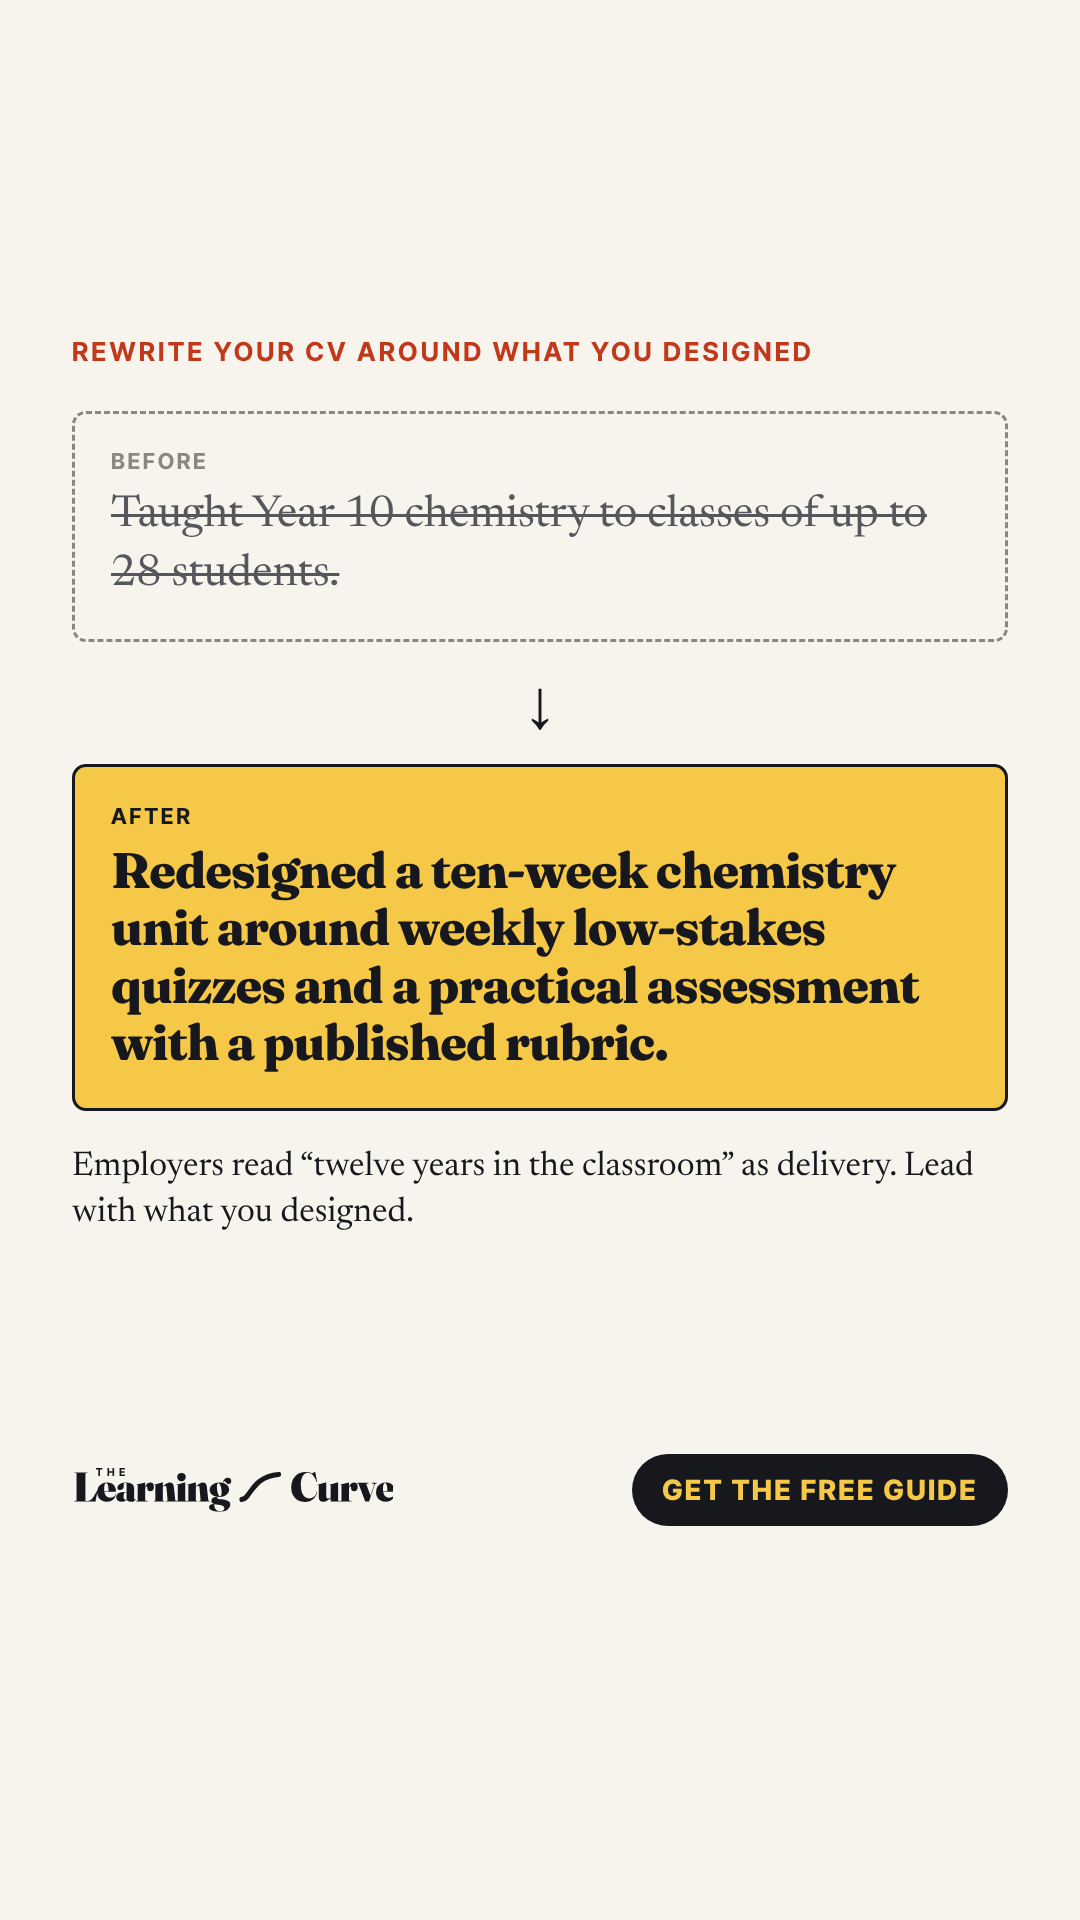 REWRITE YOUR CV AROUND WHAT YOU DESIGNED
BEFORE
Taught Year 10 chemistry to classes of up to
28 students.
↓
AFTER
Redesigned a ten-week chemistry
unit around weekly low-stakes
quizzes and a practical assessment
with a published rubric.
Employers read “twelve years in the classroom” as delivery. Lead
with what you designed.
THE
Learning Curve
GET THE FREE GUIDE